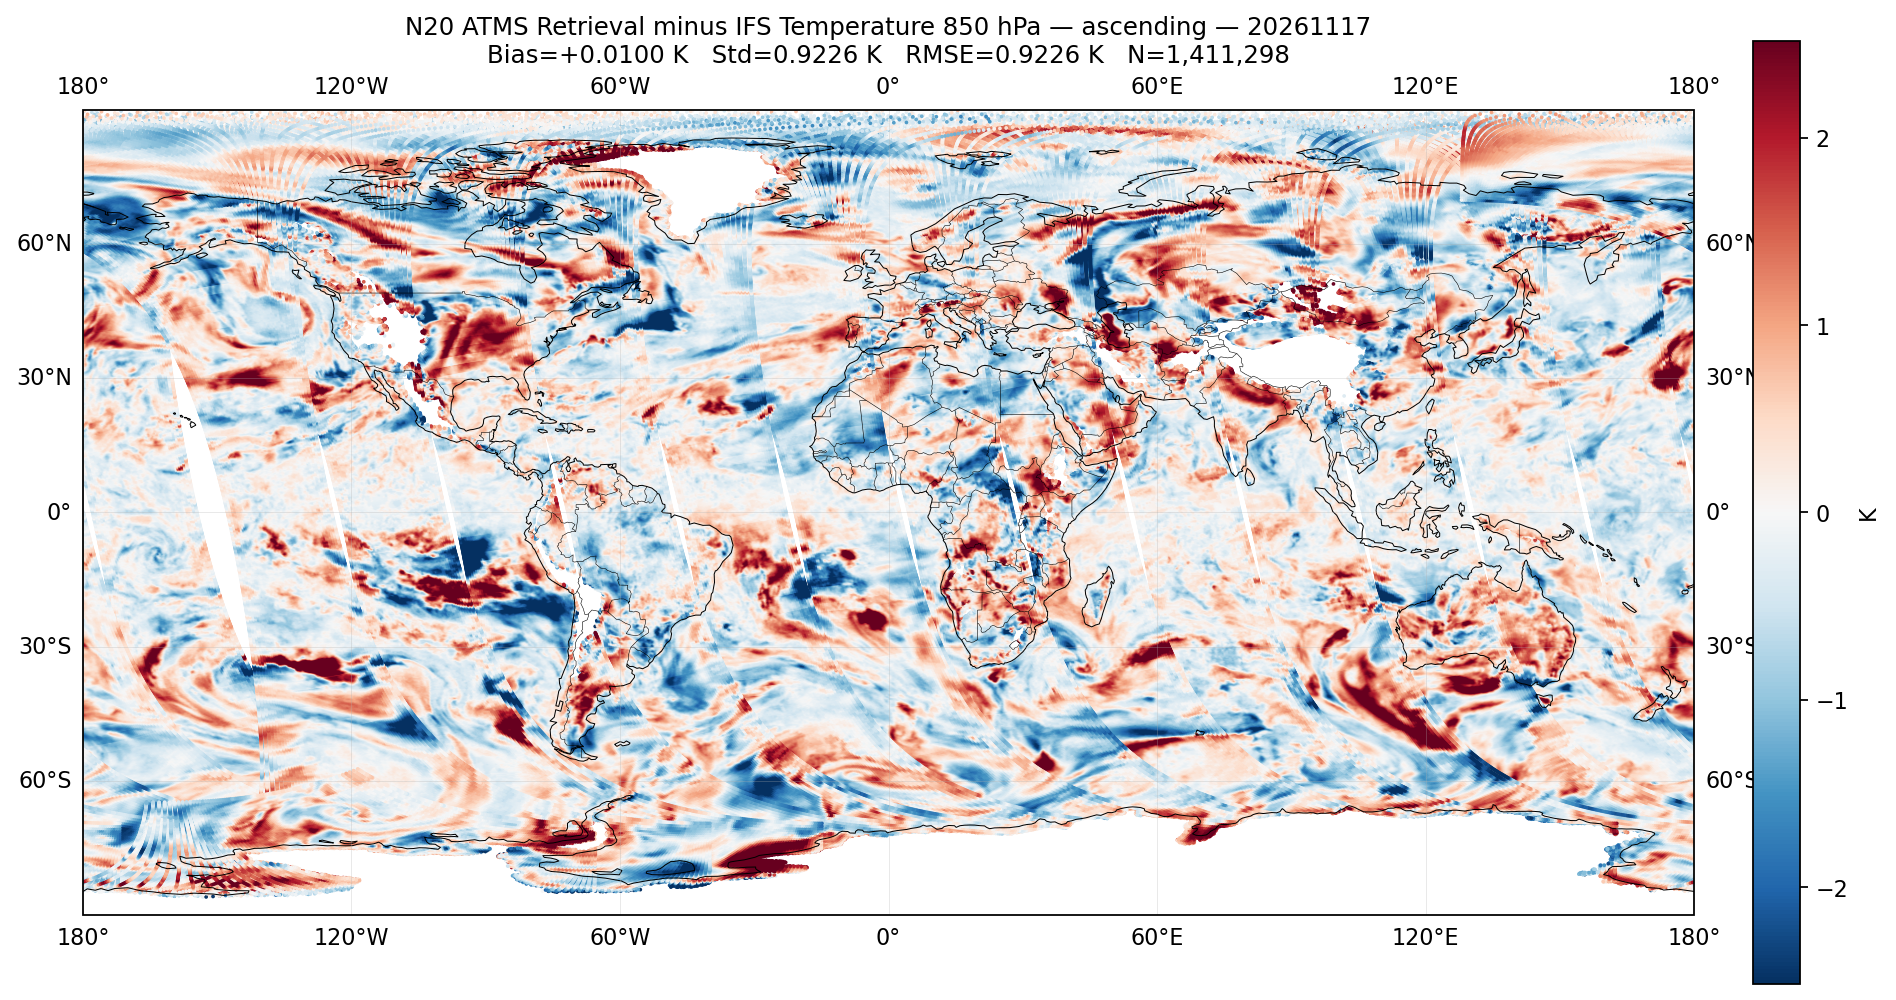 N20 ATMS Retrieval minus IFS Temperature 850 hPa — ascending — 20261117
Bias=+0.0100 K   Std=0.9226 K   RMSE=0.9226 K   N=1,411,298
180° 120°W 60°W 0° 60°E 120°E 180°
60°N 60°N
30°N 30°N
0° 0°
30°S 30°S
60°S 60°S
180° 120°W 60°W 0° 60°E 120°E 180°
2
1
0
−1
−2
K